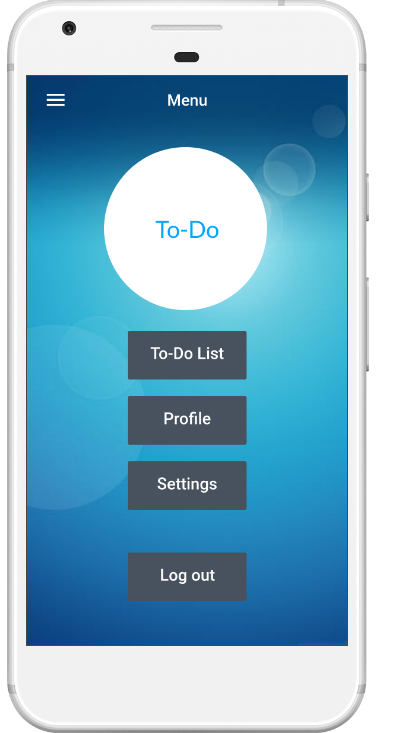 Menu
To-Do
To-Do List
Profile
Settings
Log out